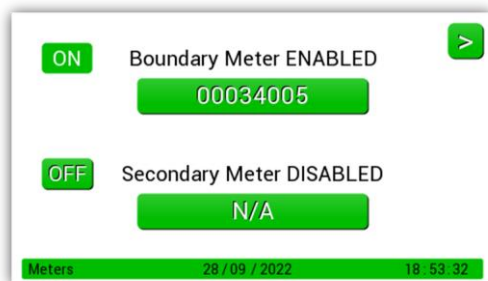 >
ON Boundary Meter ENABLED
00034005
OFF Secondary Meter DISABLED
N/A
Meters 28/09/2022 18:53:32